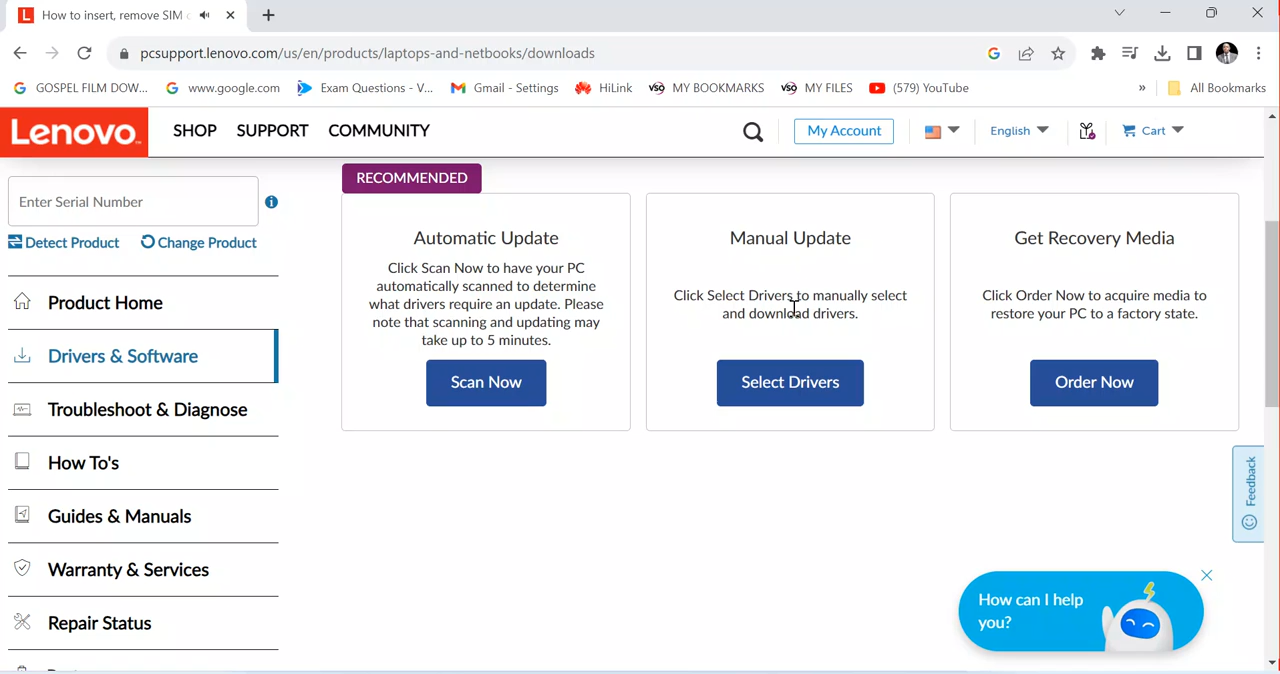 How to insert, remove SIM
pcsupport.lenovo.com/us/en/products/laptops-and-netbooks/downloads
GOSPEL FILM DOW...
www.google.com
Exam Questions - V...
Gmail - Settings
HiLink
VSO MY BOOKMARKS
VSO MY FILES
(579) YouTube
»
All Bookmarks
Lenovo
SHOP SUPPORT COMMUNITY
My Account
English
Cart
Enter Serial Number
Detect Product
Change Product
Product Home
Drivers & Software
Troubleshoot & Diagnose
How To's
Guides & Manuals
Warranty & Services
Repair Status
RECOMMENDED
Automatic Update
Click Scan Now to have your PC
automatically scanned to determine
what drivers require an update. Please
note that scanning and updating may
take up to 5 minutes.
Scan Now
Manual Update
Click Select Drivers to manually select
and download drivers.
Select Drivers
Get Recovery Media
Click Order Now to acquire media to
restore your PC to a factory state.
Order Now
Feedback
How can I help
you?